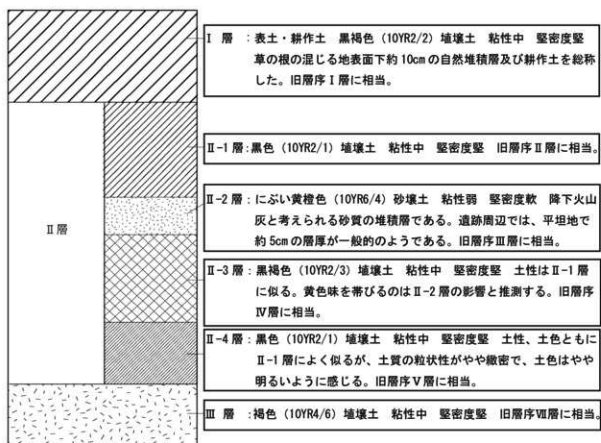 Ⅰ 層：表土・耕作土 黒褐色（10YR2/2）埴壌土 粘性中 堅密度堅
草の根の混じる地表面下約10cmの自然堆積層及び耕作土を総称
した。旧層序Ⅰ層に相当。
Ⅱ-1 層：黒色（10YR2/1）埴壌土 粘性中 堅密度堅 旧層序Ⅱ層に相当。
Ⅱ-2 層：にぶい黄橙色（10YR6/4）砂壌土 粘性弱 堅密度軟 降下火山
灰と考えられる砂質の堆積層である。遺跡周辺では、平坦地で
約5cmの層厚が一般的のようである。旧層序Ⅲ層に相当。
Ⅱ層
Ⅱ-3 層：黒褐色（10YR2/3）埴壌土 粘性中 堅密度堅 土性はⅡ-1層
に似る。黄色味を帯びるのはⅡ-2層の影響と推測する。旧層序
Ⅳ層に相当。
Ⅱ-4 層：黒色（10YR2/1）埴壌土 粘性中 堅密度堅 土性、土色ともに
Ⅱ-1層によく似るが、土質の粒状性がやや緻密で、土色はやや
明るいように感じる。旧層序Ⅴ層に相当。
Ⅲ 層：褐色（10YR4/6）埴壌土 粘性中 堅密度堅 旧層序Ⅶ層に相当。